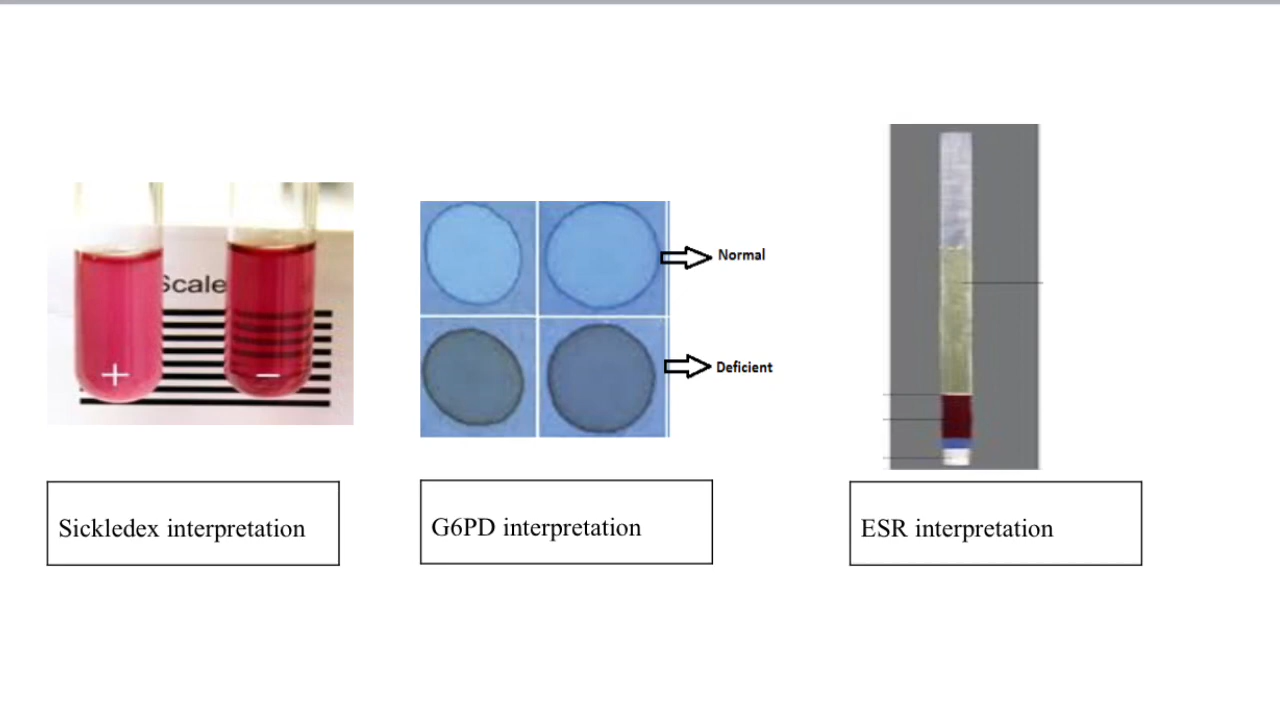 Scale
+
−
Normal
Deficient
Sickledex interpretation
G6PD interpretation
ESR interpretation